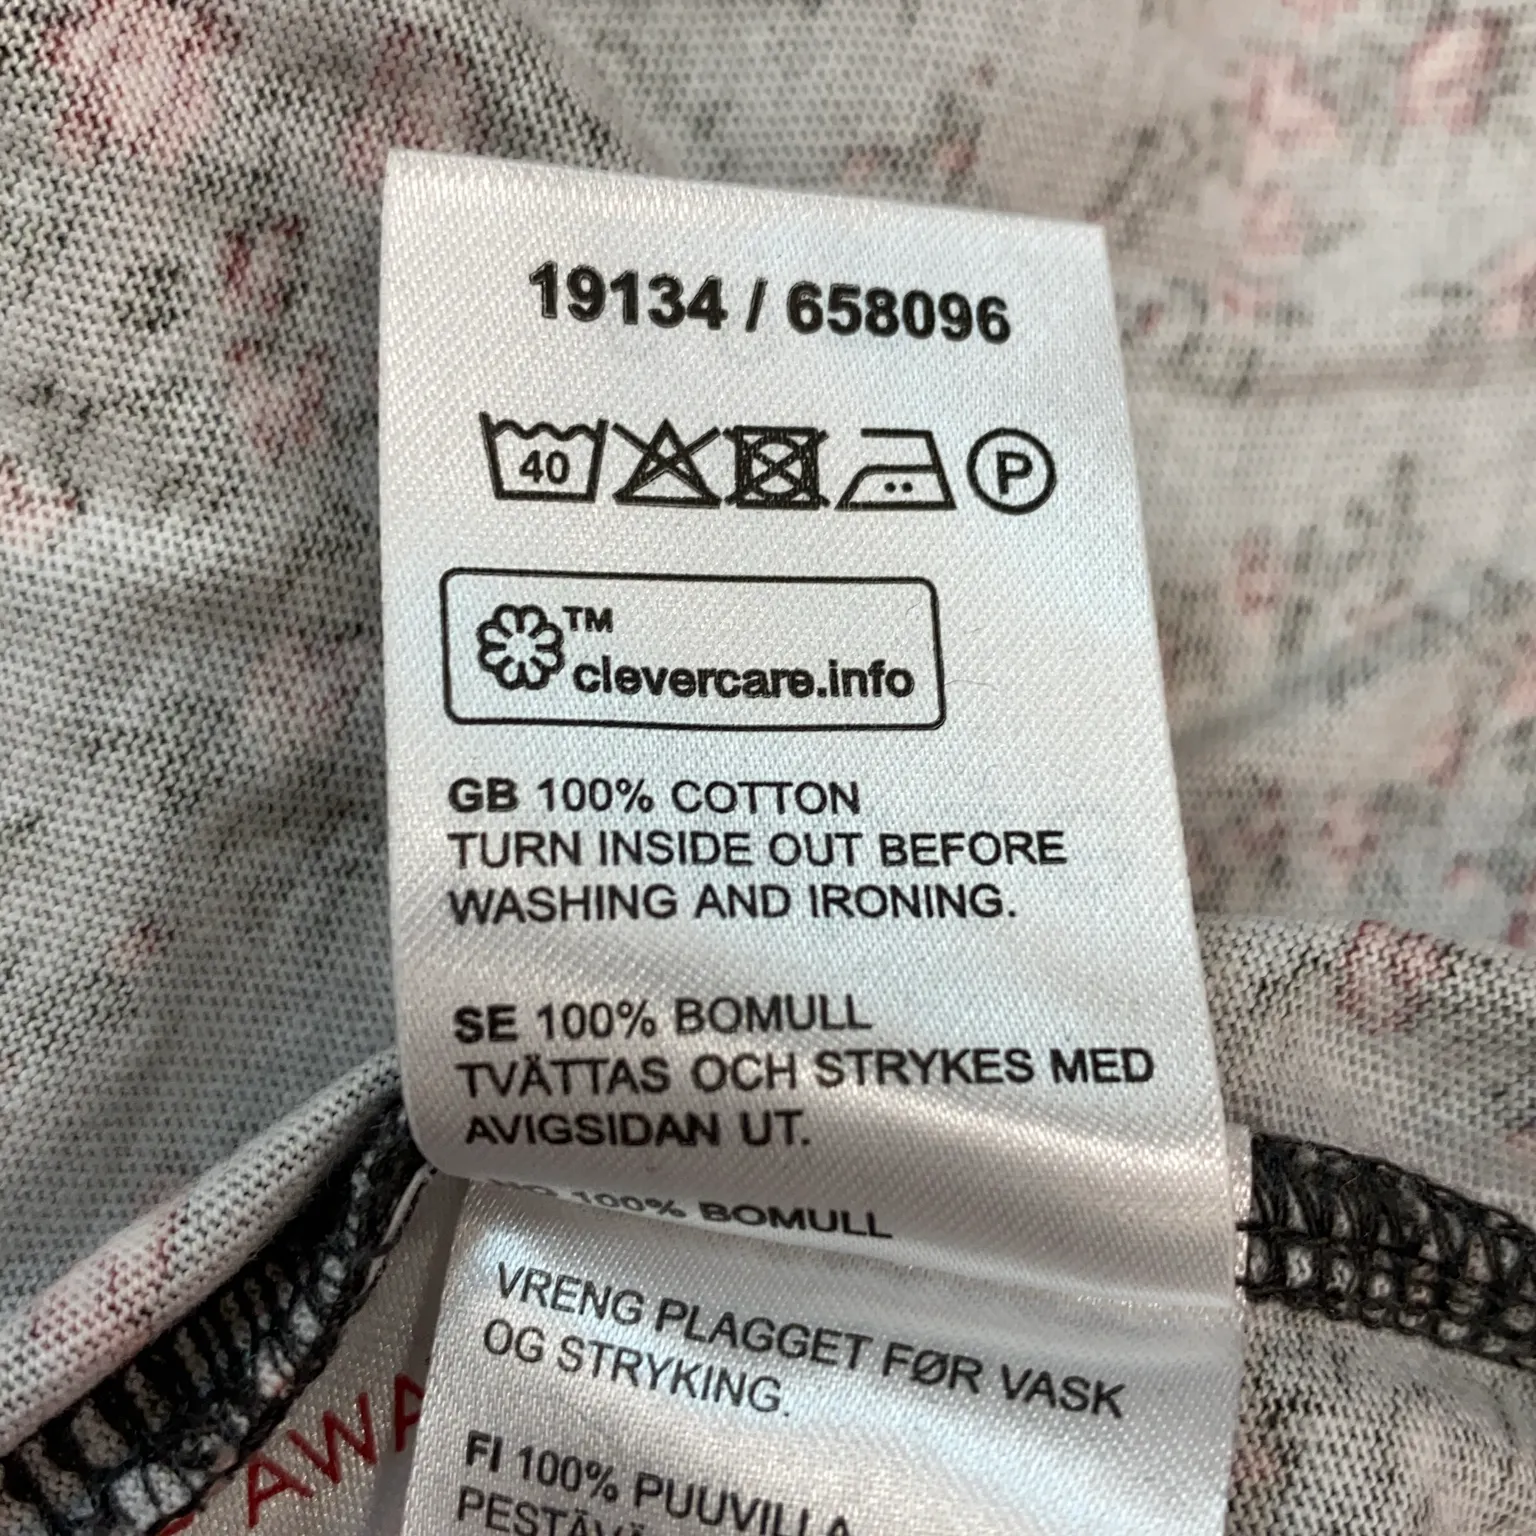 19134 / 658096
40
P
TM
clevercare.info
GB 100% COTTON
TURN INSIDE OUT BEFORE
WASHING AND IRONING.
SE 100% BOMULL
TVÄTTAS OCH STRYKES MED
AVIGSIDAN UT.
100% BOMULL
VRENG PLAGGET FØR VASK
OG STRYKING.
FI 100% PUUVILLA